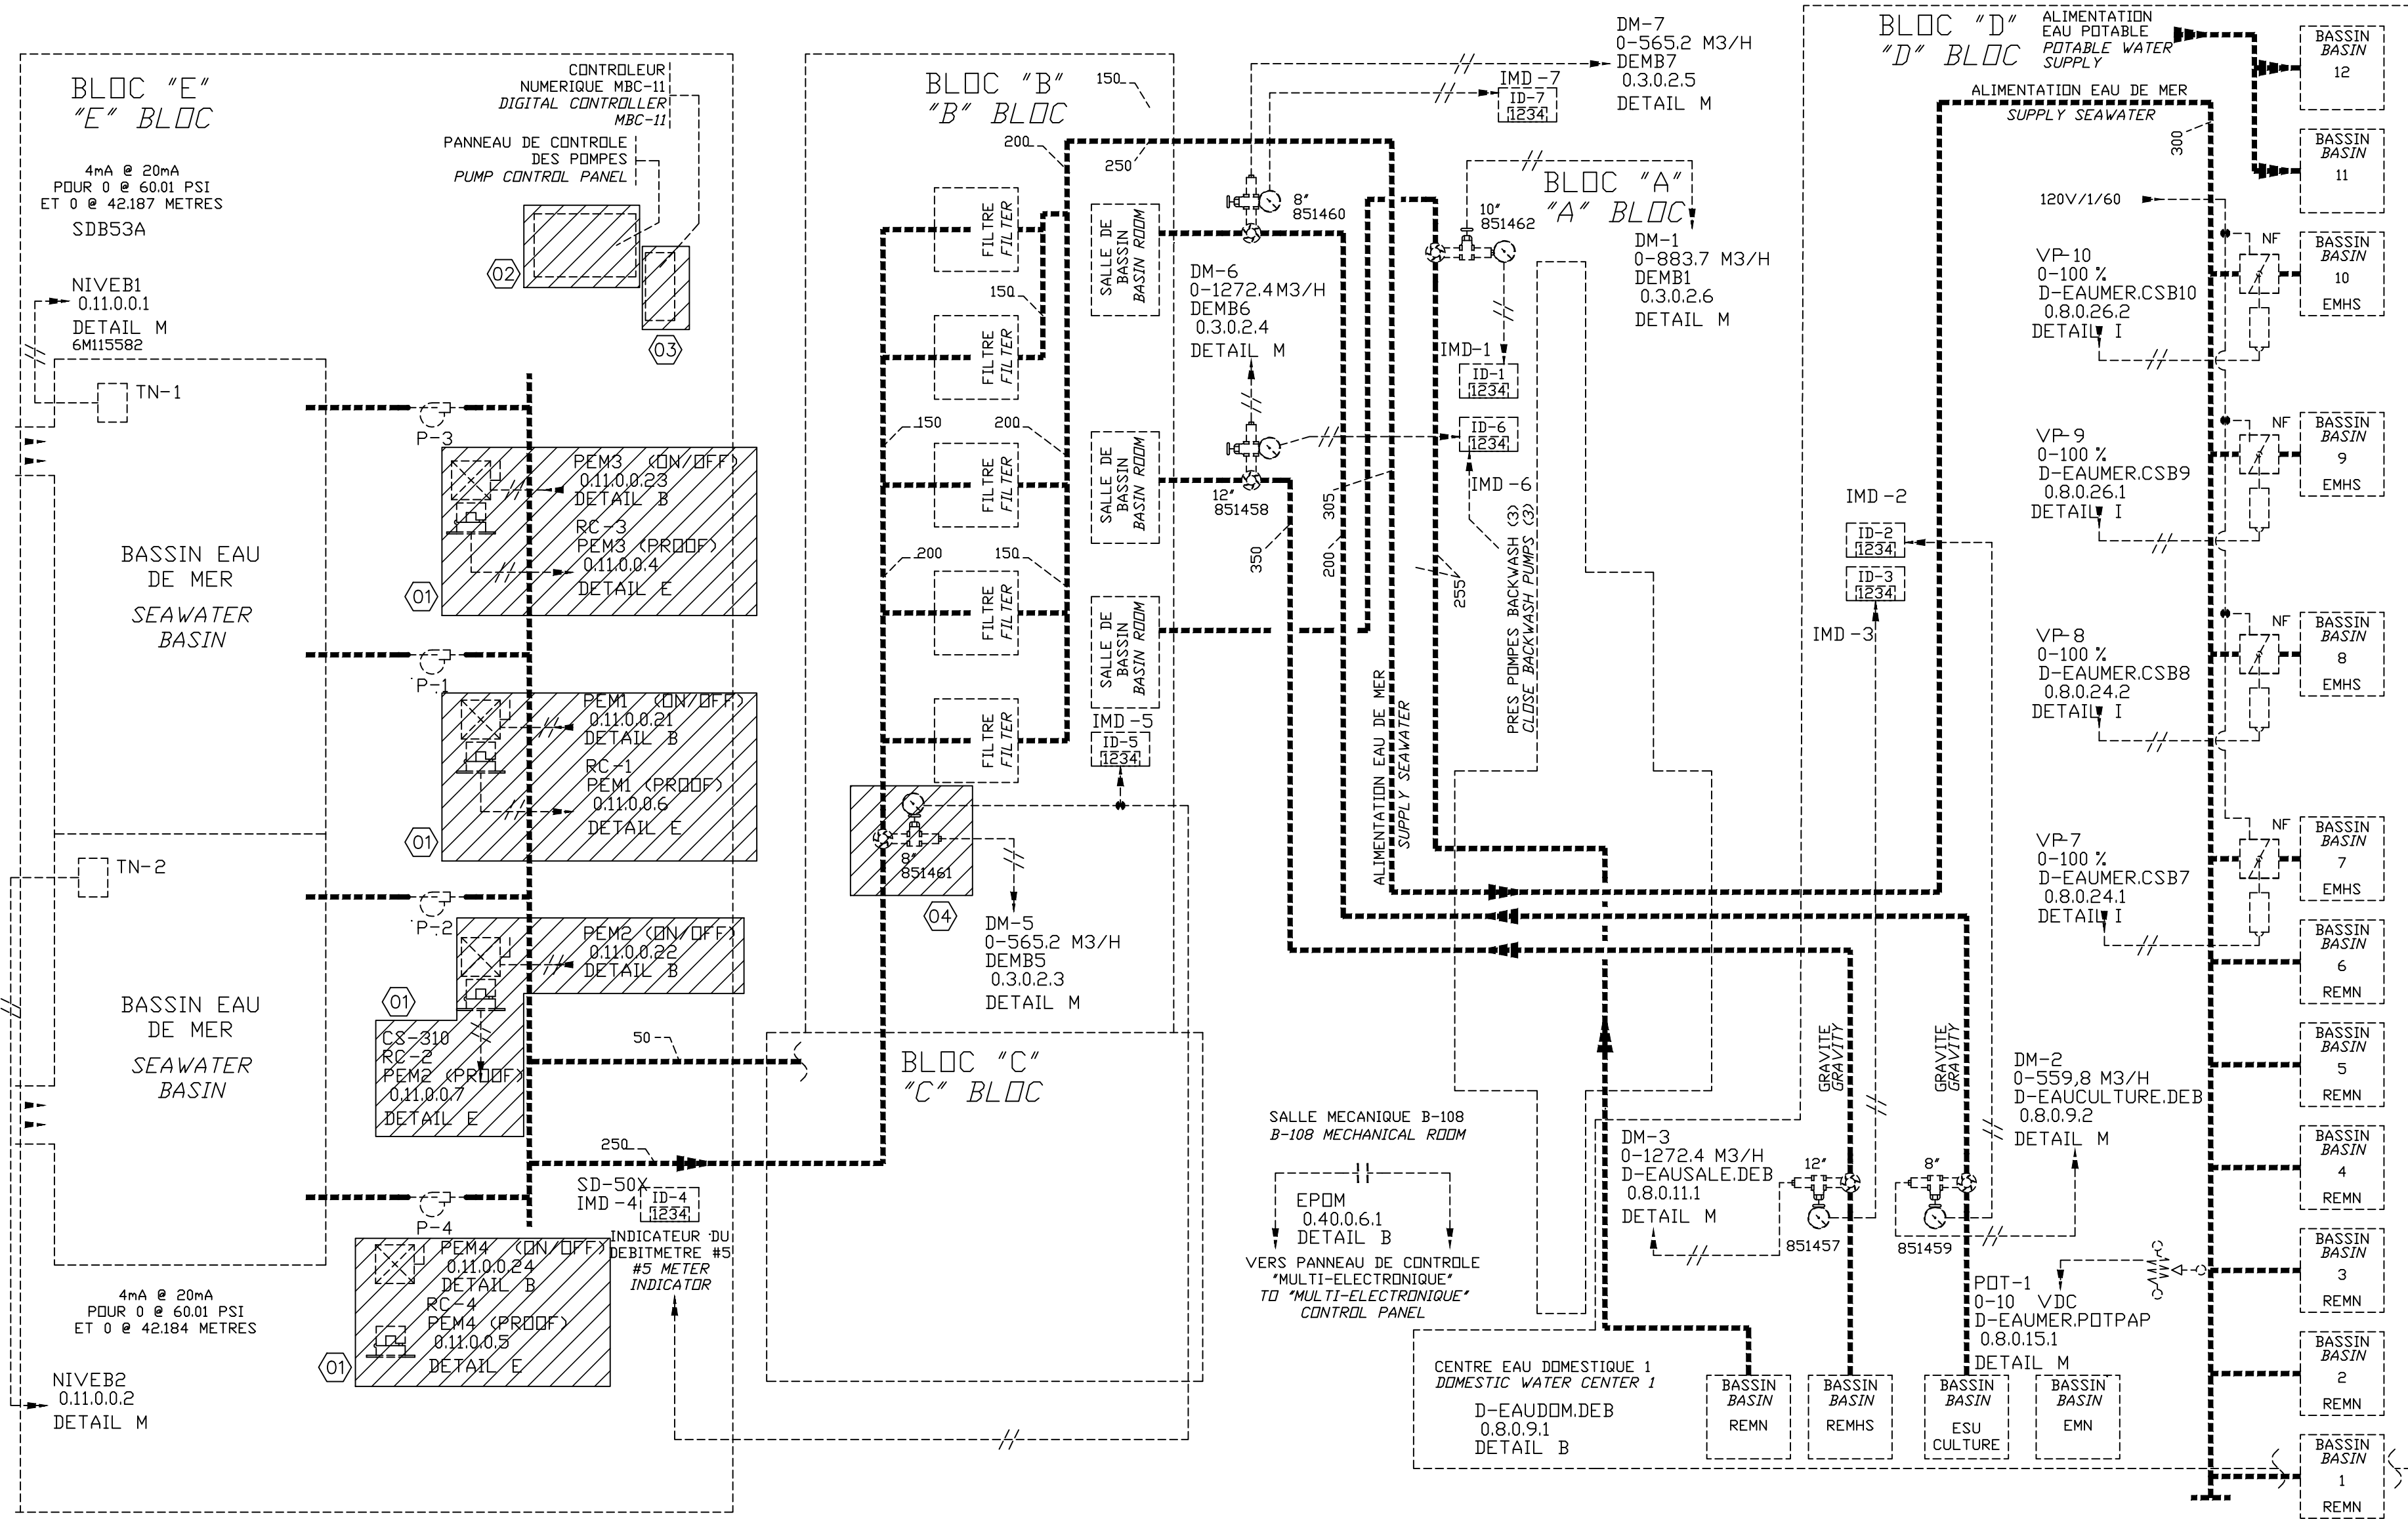 BLOC "E"
"E" BLOC
4mA @ 20mA
POUR 0 @ 60.01 PSI
ET 0 @ 42.187 METRES
SDB53A
NIVEB1
0.11.0.0.1
DETAIL M
6M115582
TN-1
CONTROLEUR
NUMERIQUE MBC-11
DIGITAL CONTROLLER
MBC-11
PANNEAU DE CONTROLE
DES POMPES
PUMP CONTROL PANEL
02
03
P-3
PEM3 (ON/OFF)
0.11.0.0.23
DETAIL B
RC-3
PEM3 (PROOF)
0.11.0.0.4
DETAIL E
01
BASSIN EAU
DE MER
SEAWATER
BASIN
P-1
PEM1 (ON/OFF)
0.11.0.0.21
DETAIL B
RC-1
PEM1 (PROOF)
0.11.0.0.6
DETAIL E
01
TN-2
P-2
PEM2 (ON/OFF)
0.11.0.0.22
DETAIL B
01
CS-310
RC-2
PEM2 (PROOF)
0.11.0.0.7
DETAIL E
BASSIN EAU
DE MER
SEAWATER
BASIN
50
250
P-4
SD-50X
IMD-4
ID-4
1234
INDICATEUR DU
DEBITMETRE #5
#5 METER
INDICATOR
PEM4 (ON/OFF)
0.11.0.0.24
DETAIL B
RC-4
PEM4 (PROOF)
0.11.0.0.5
DETAIL E
01
4mA @ 20mA
POUR 0 @ 60.01 PSI
ET 0 @ 42.184 METRES
NIVEB2
0.11.0.0.2
DETAIL M
BLOC "B"
"B" BLOC
150
200
250
FILTRE
FILTER
150
FILTRE
FILTER
150
200
FILTRE
FILTER
200
150
FILTRE
FILTER
FILTRE
FILTER
SALLE DE
BASSIN
BASIN ROOM
SALLE DE
BASSIN
BASIN ROOM
SALLE DE
BASSIN
BASIN ROOM
IMD-5
ID-5
1234
8"
851461
04
DM-5
0-565.2 M3/H
DEMB5
0.3.0.2.3
DETAIL M
BLOC "C"
"C" BLOC
DM-7
0-565.2 M3/H
DEMB7
0.3.0.2.5
DETAIL M
IMD-7
ID-7
1234
8"
851460
DM-6
0-1272.4 M3/H
DEMB6
0.3.0.2.4
DETAIL M
12"
851458
BLOC "A"
"A" BLOC
10"
851462
DM-1
0-883.7 M3/H
DEMB1
0.3.0.2.6
DETAIL M
IMD-1
ID-1
1234
ID-6
1234
IMD-6
PRES POMPES BACKWASH (3)
CLOSE BACKWASH PUMPS (3)
350
200
305
255
ALIMENTATION EAU DE MER
SUPPLY SEAWATER
SALLE MECANIQUE B-108
B-108 MECHANICAL ROOM
EPOM
0.40.0.6.1
DETAIL B
VERS PANNEAU DE CONTROLE
"MULTI-ELECTRONIQUE"
TO "MULTI-ELECTRONIQUE"
CONTROL PANEL
DM-3
0-1272.4 M3/H
D-EAUSALE.DEB
0.8.0.11.1
DETAIL M
12"
851457
GRAVITE
GRAVITY
8"
851459
GRAVITE
GRAVITY
DM-2
0-559,8 M3/H
D-EAUCULTURE.DEB
0.8.0.9.2
DETAIL M
POT-1
0-10 VDC
D-EAUMER.POTPAP
0.8.0.15.1
DETAIL M
CENTRE EAU DOMESTIQUE 1
DOMESTIC WATER CENTER 1
D-EAUDOM.DEB
0.8.0.9.1
DETAIL B
BASSIN
BASIN
REMN
BASSIN
BASIN
REMHS
BASSIN
BASIN
ESU
CULTURE
BASSIN
BASIN
EMN
BLOC "D"
"D" BLOC
ALIMENTATION
EAU POTABLE
POTABLE WATER
SUPPLY
ALIMENTATION EAU DE MER
SUPPLY SEAWATER
300
120V/1/60
IMD-2
ID-2
1234
ID-3
1234
IMD-3
VP-10
0-100 %
D-EAUMER.CSB10
0.8.0.26.2
DETAIL I
NF
VP-9
0-100 %
D-EAUMER.CSB9
0.8.0.26.1
DETAIL I
NF
VP-8
0-100 %
D-EAUMER.CSB8
0.8.0.24.2
DETAIL I
NF
VP-7
0-100 %
D-EAUMER.CSB7
0.8.0.24.1
DETAIL I
NF
BASSIN
BASIN
12
BASSIN
BASIN
11
BASSIN
BASIN
10
EMHS
BASSIN
BASIN
9
EMHS
BASSIN
BASIN
8
EMHS
BASSIN
BASIN
7
EMHS
BASSIN
BASIN
6
REMN
BASSIN
BASIN
5
REMN
BASSIN
BASIN
4
REMN
BASSIN
BASIN
3
REMN
BASSIN
BASIN
2
REMN
BASSIN
BASIN
1
REMN